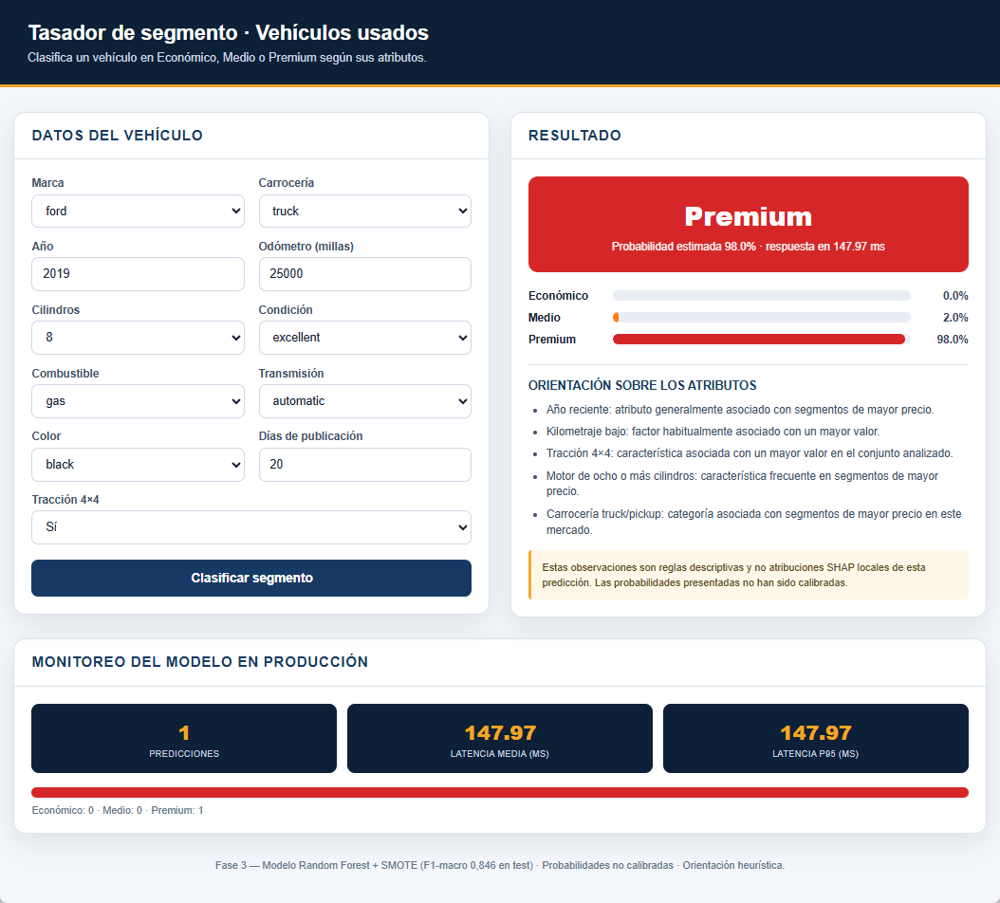 Tasador de segmento · Vehículos usados
Clasifica un vehículo en Económico, Medio o Premium según sus atributos.
DATOS DEL VEHÍCULO
Marca
Carrocería
ford
truck
Año
Odómetro (millas)
2019
25000
Cilindros
Condición
8
excellent
Combustible
Transmisión
gas
automatic
Color
Días de publicación
black
20
Tracción 4×4
Sí
Clasificar segmento
RESULTADO
Premium
Probabilidad estimada 98.0% · respuesta en 147.97 ms
Económico 0.0%
Medio 2.0%
Premium 98.0%
ORIENTACIÓN SOBRE LOS ATRIBUTOS
• Año reciente: atributo generalmente asociado con segmentos de mayor precio.
• Kilometraje bajo: factor habitualmente asociado con un mayor valor.
• Tracción 4×4: característica asociada con un mayor valor en el conjunto analizado.
• Motor de ocho o más cilindros: característica frecuente en segmentos de mayor
precio.
• Carrocería truck/pickup: categoría asociada con segmentos de mayor precio en este
mercado.
Estas observaciones son reglas descriptivas y no atribuciones SHAP locales de esta
predicción. Las probabilidades presentadas no han sido calibradas.
MONITOREO DEL MODELO EN PRODUCCIÓN
1
PREDICCIONES
147.97
LATENCIA MEDIA (MS)
147.97
LATENCIA P95 (MS)
Económico: 0 · Medio: 0 · Premium: 1
Fase 3 — Modelo Random Forest + SMOTE (F1-macro 0,846 en test) · Probabilidades no calibradas · Orientación heurística.